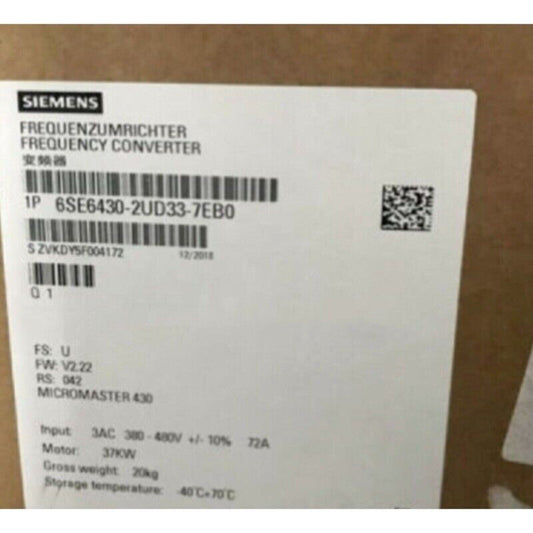 SIEMENS
FREQUENZUMRICHTER
FREQUENCY CONVERTER
变频器
1P 6SE6430-2UD33-7EB0
S ZVKDY5F004172 12/2018
Q 1
FS: U
FW: V2.22
RS: 042
MICROMASTER 430
Input: 3AC 380 - 480V +/- 10% 72A
Motor: 37KW
Gross weight: 20kg
Storage temperature: -40°C+70°C